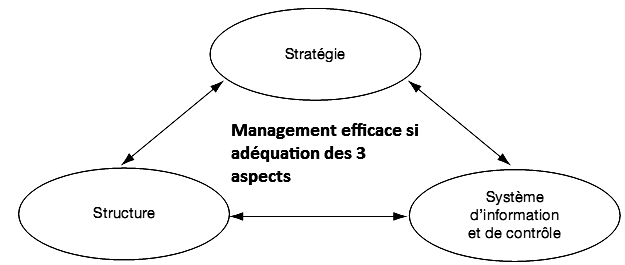 Stratégie
Management efficace si
adéquation des 3
aspects
Structure
Système
d'information
et de contrôle